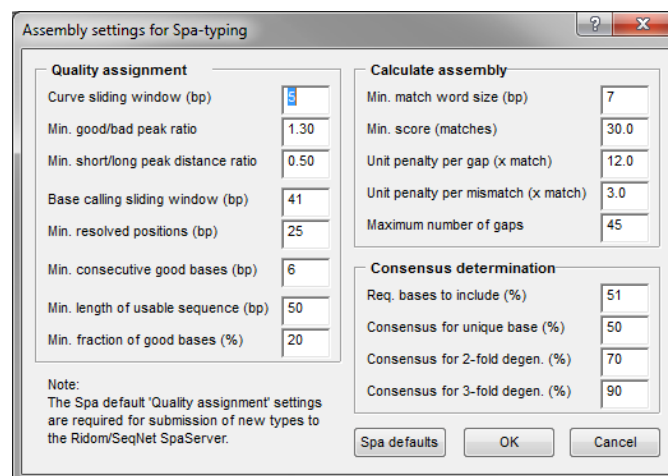 Assembly settings for Spa-typing
Quality assignment
Curve sliding window (bp) 5
Min. good/bad peak ratio 1.30
Min. short/long peak distance ratio 0.50
Base calling sliding window (bp) 41
Min. resolved positions (bp) 25
Min. consecutive good bases (bp) 6
Min. length of usable sequence (bp) 50
Min. fraction of good bases (%) 20
Note:
The Spa default 'Quality assignment' settings
are required for submission of new types to
the Ridom/SeqNet SpaServer.
Calculate assembly
Min. match word size (bp) 7
Min. score (matches) 30.0
Unit penalty per gap (x match) 12.0
Unit penalty per mismatch (x match) 3.0
Maximum number of gaps 45
Consensus determination
Req. bases to include (%) 51
Consensus for unique base (%) 50
Consensus for 2-fold degen. (%) 70
Consensus for 3-fold degen. (%) 90
Spa defaults OK Cancel